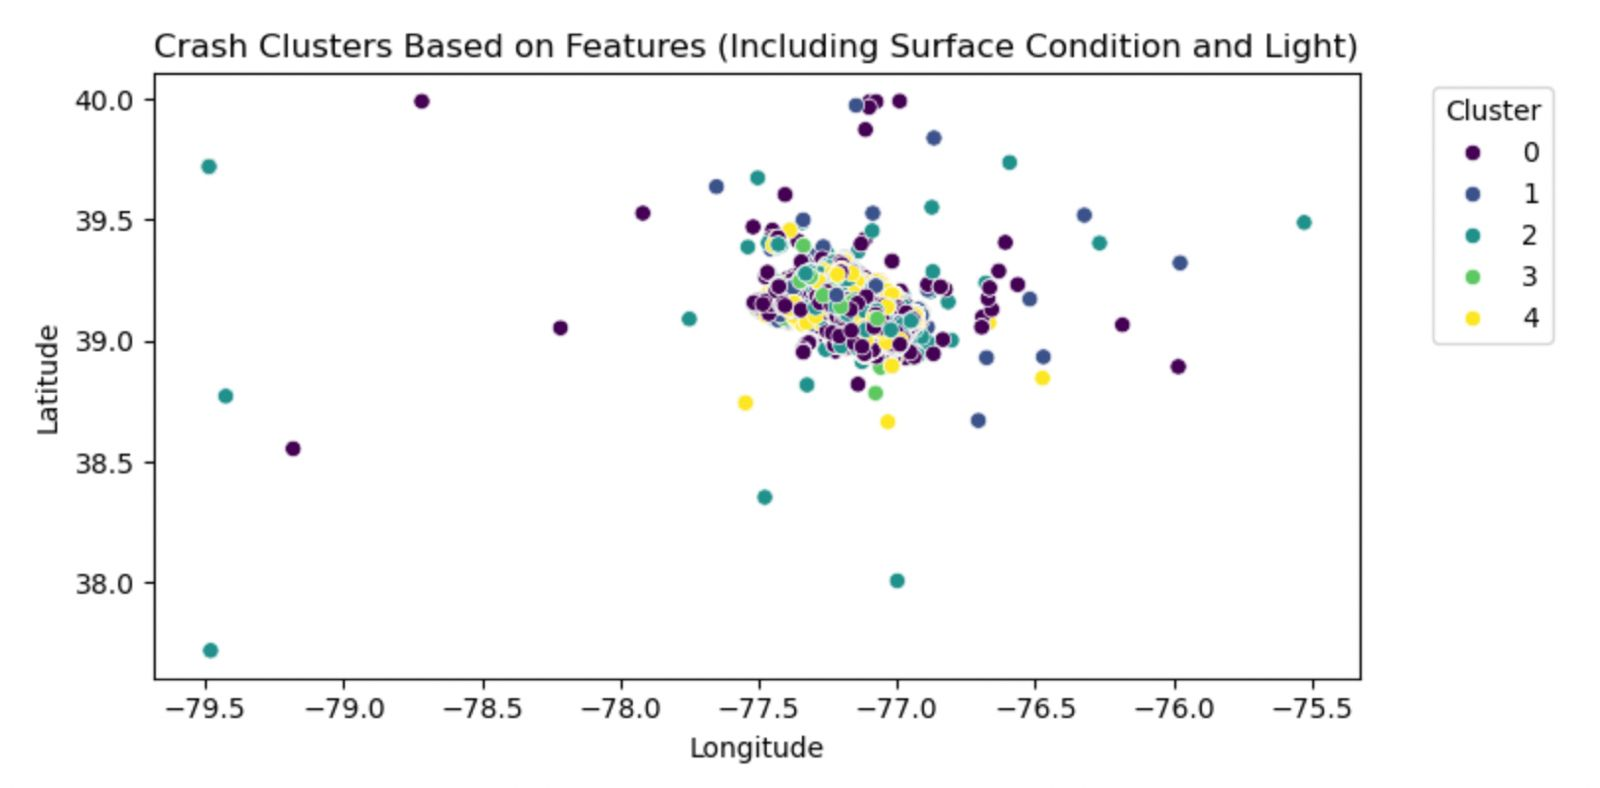 Crash Clusters Based on Features (Including Surface Condition and Light)
40.0
39.5
39.0
38.5
38.0
Latitude
−79.5 −79.0 −78.5 −78.0 −77.5 −77.0 −76.5 −76.0 −75.5
Longitude
Cluster
0
1
2
3
4